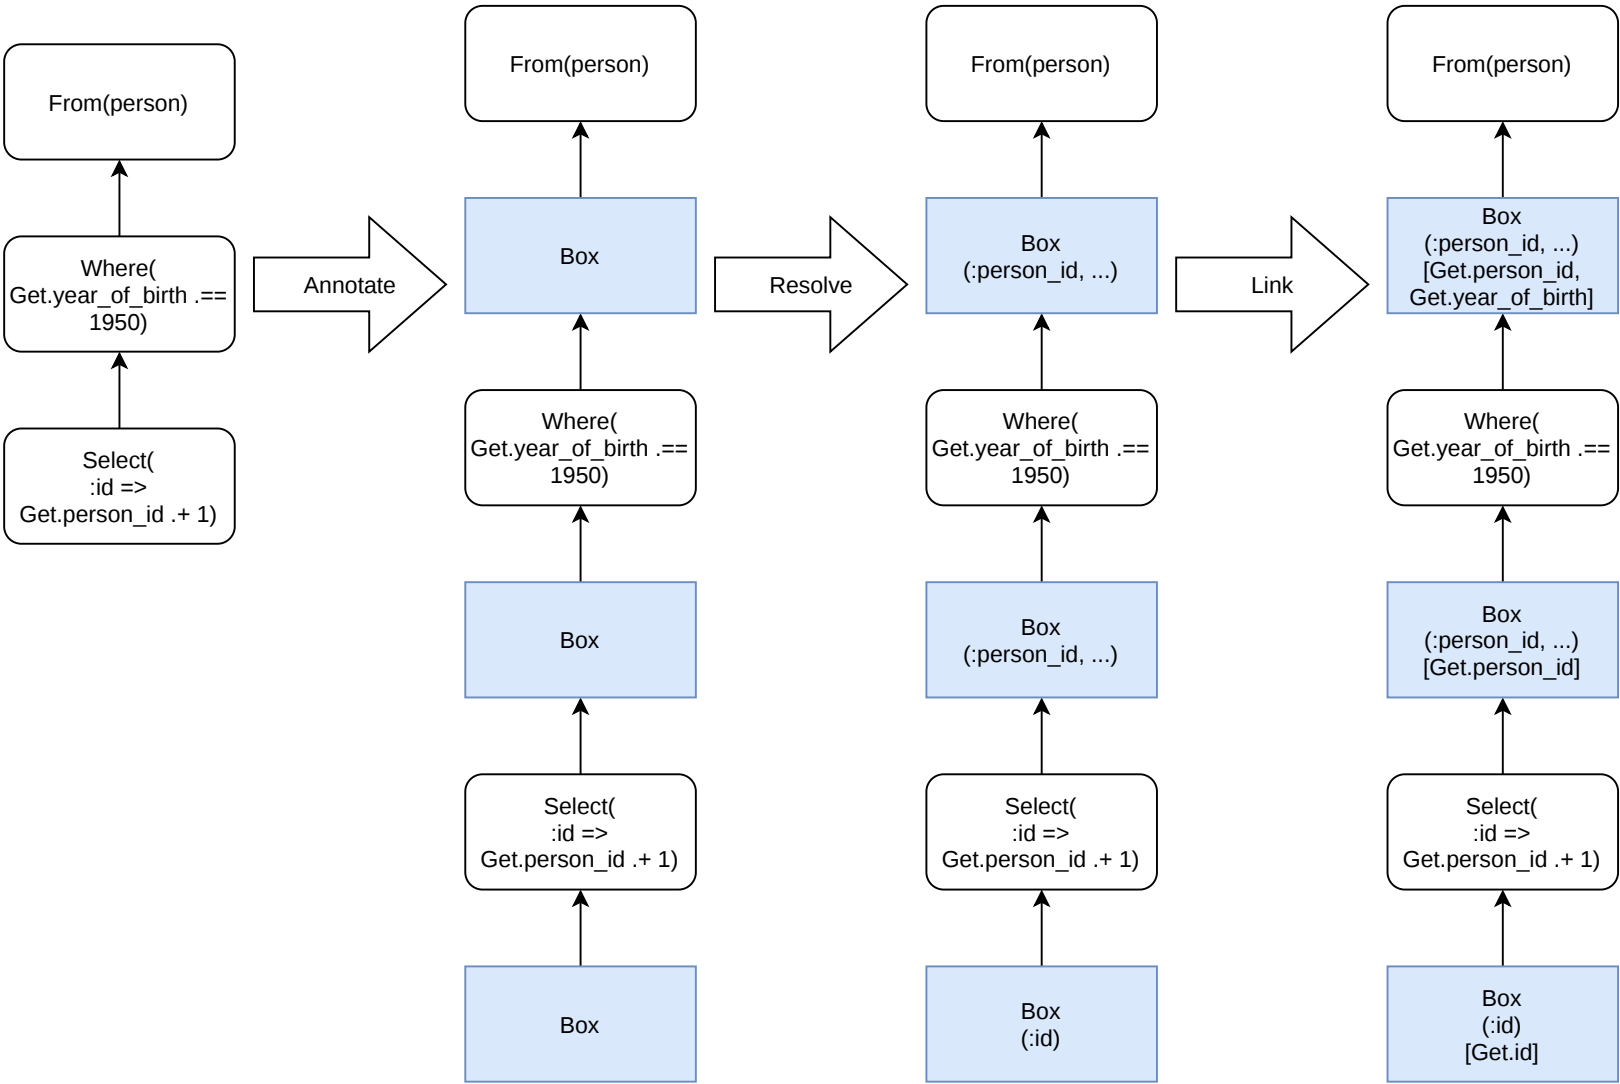 From(person)
Where(
Get.year_of_birth .==
1950)
Select(
:id =>
Get.person_id .+ 1)
Annotate
From(person)
Box
Where(
Get.year_of_birth .==
1950)
Box
Select(
:id =>
Get.person_id .+ 1)
Box
Resolve
From(person)
Box
(:person_id, ...)
Where(
Get.year_of_birth .==
1950)
Box
(:person_id, ...)
Select(
:id =>
Get.person_id .+ 1)
Box
(:id)
Link
From(person)
Box
(:person_id, ...)
[Get.person_id,
Get.year_of_birth]
Where(
Get.year_of_birth .==
1950)
Box
(:person_id, ...)
[Get.person_id]
Select(
:id =>
Get.person_id .+ 1)
Box
(:id)
[Get.id]